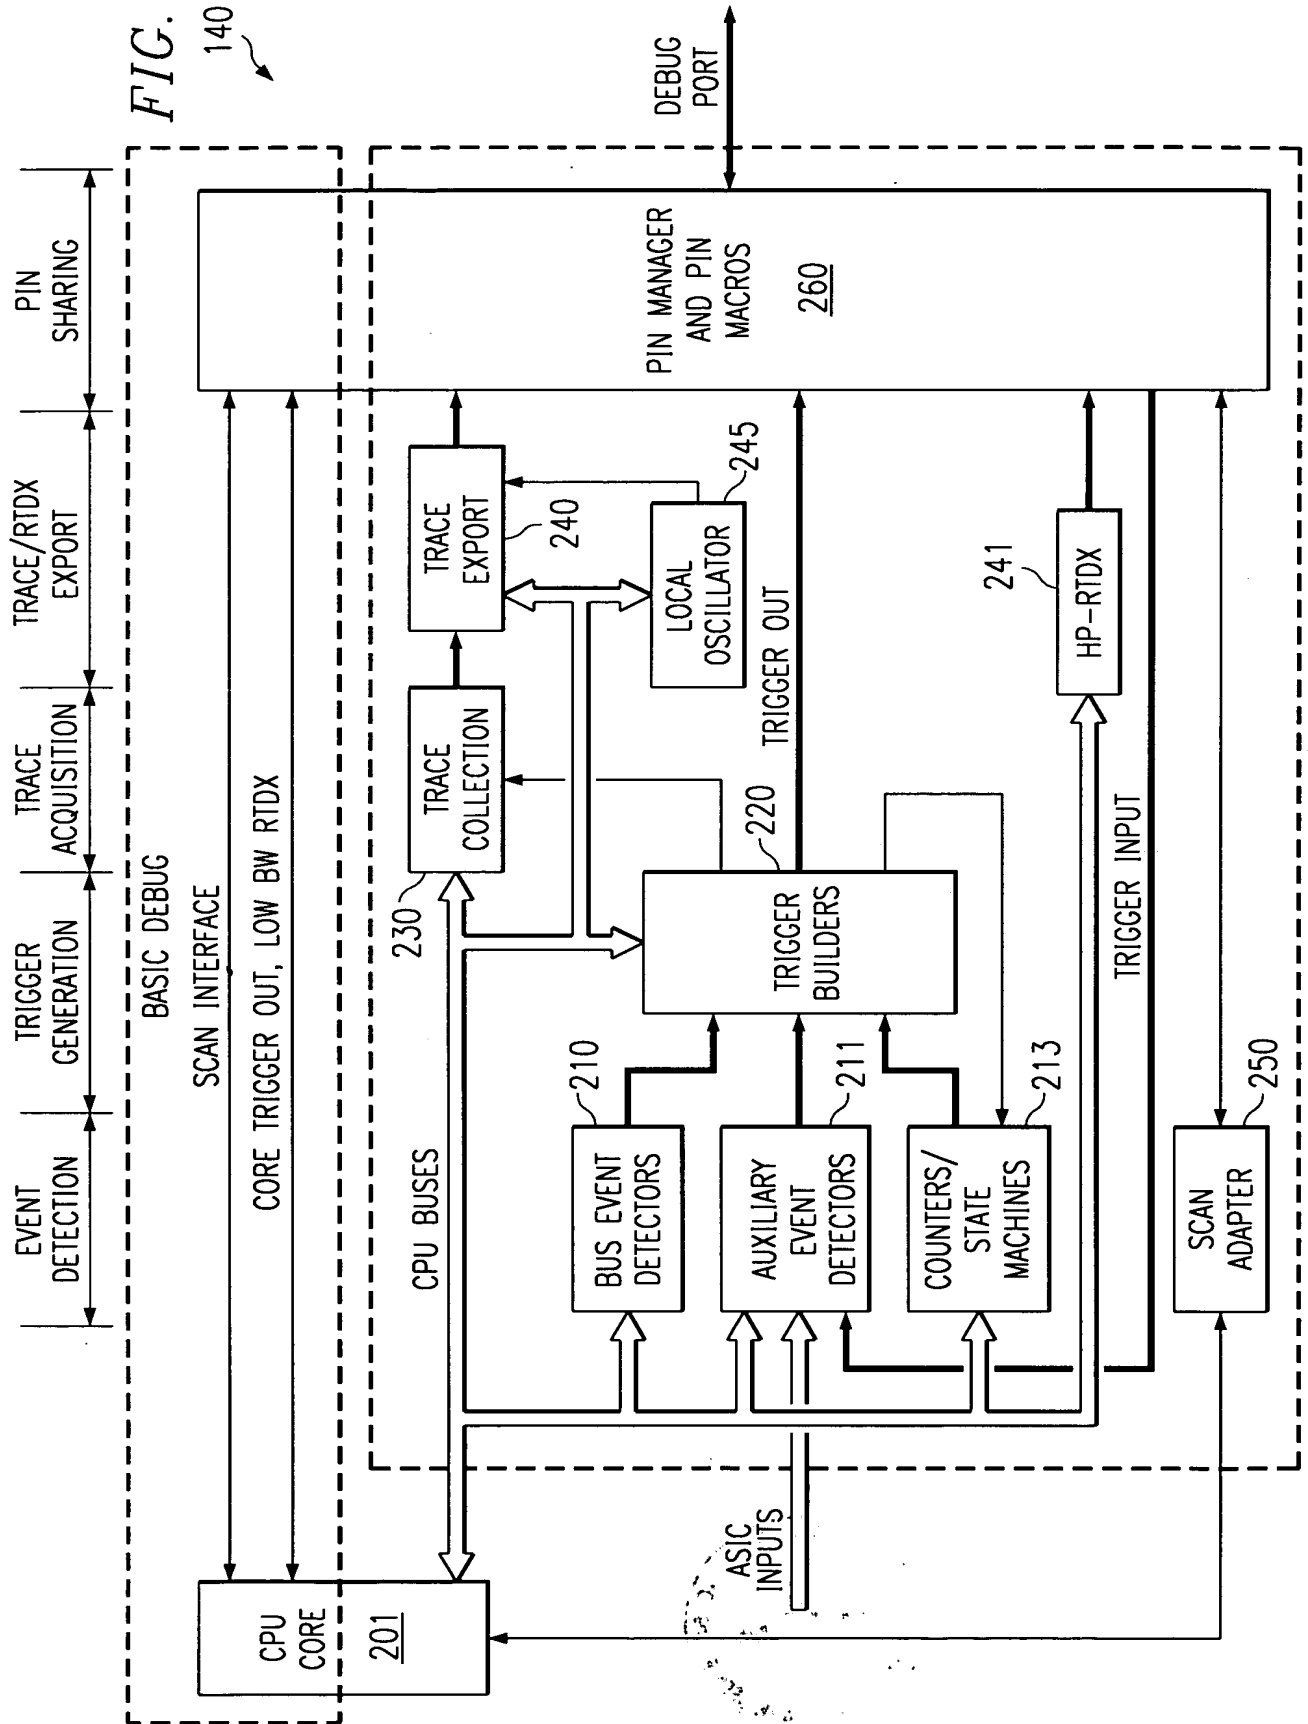 FIG.
140
EVENT
DETECTION
TRIGGER
GENERATION
TRACE
ACQUISITION
TRACE/RTDX
EXPORT
PIN
SHARING
BASIC DEBUG
SCAN INTERFACE
CORE TRIGGER OUT, LOW BW RTDX
CPU
CORE
201
CPU BUSES
230
TRACE
COLLECTION
TRACE
EXPORT
240
LOCAL
OSCILLATOR
245
PIN MANAGER
AND PIN
MACROS
260
DEBUG
PORT
BUS EVENT
DETECTORS
210
TRIGGER
BUILDERS
220
TRIGGER OUT
ASIC
INPUTS
AUXILIARY
EVENT
DETECTORS
211
COUNTERS/
STATE
MACHINES
213
HP-RTDX
241
TRIGGER INPUT
SCAN
ADAPTER
250